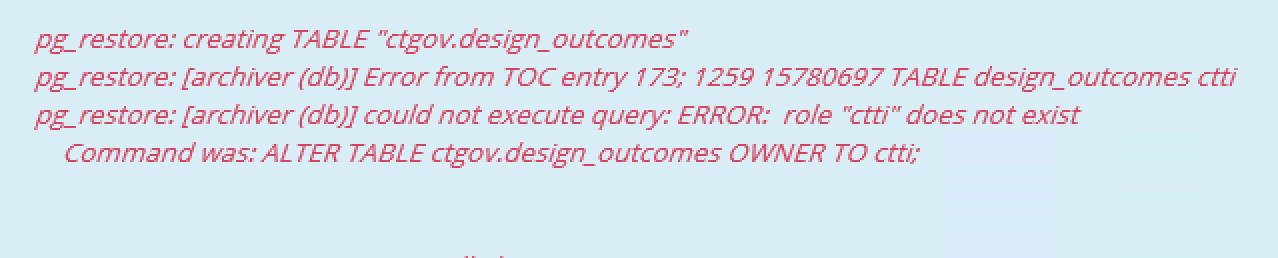 pg_restore: creating TABLE "ctgov.design_outcomes"
pg_restore: [archiver (db)] Error from TOC entry 173; 1259 15780697 TABLE design_outcomes ctti
pg_restore: [archiver (db)] could not execute query: ERROR:  role "ctti" does not exist
    Command was: ALTER TABLE ctgov.design_outcomes OWNER TO ctti;